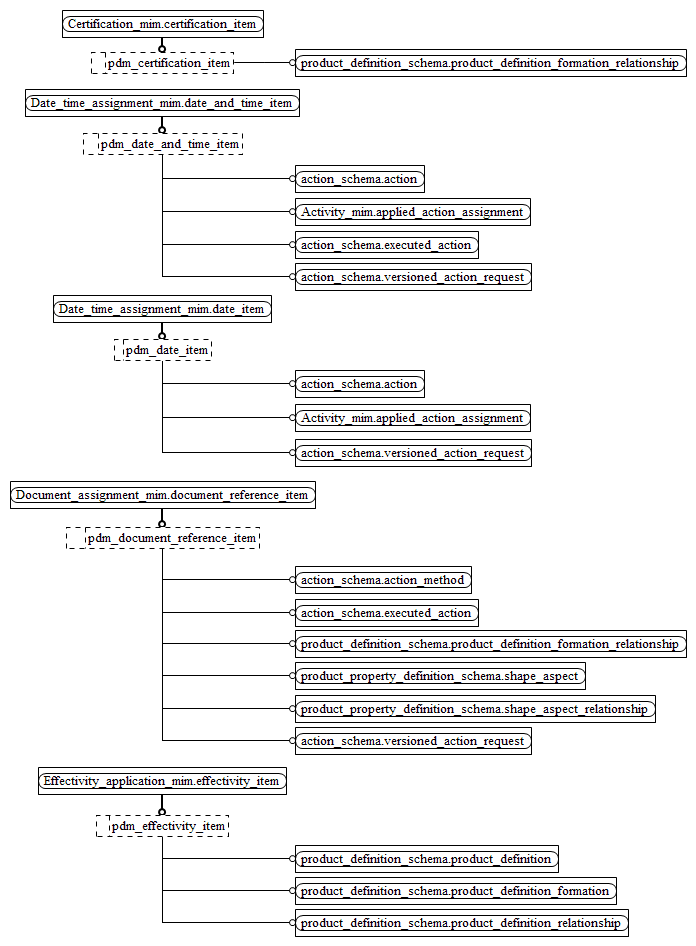 Certification_mim.certification_item
pdm_certification_item
product_definition_schema.product_definition_formation_relationship
Date_time_assignment_mim.date_and_time_item
pdm_date_and_time_item
action_schema.action
Activity_mim.applied_action_assignment
action_schema.executed_action
action_schema.versioned_action_request
Date_time_assignment_mim.date_item
pdm_date_item
action_schema.action
Activity_mim.applied_action_assignment
action_schema.versioned_action_request
Document_assignment_mim.document_reference_item
pdm_document_reference_item
action_schema.action_method
action_schema.executed_action
product_definition_schema.product_definition_formation_relationship
product_property_definition_schema.shape_aspect
product_property_definition_schema.shape_aspect_relationship
action_schema.versioned_action_request
Effectivity_application_mim.effectivity_item
pdm_effectivity_item
product_definition_schema.product_definition
product_definition_schema.product_definition_formation
product_definition_schema.product_definition_relationship